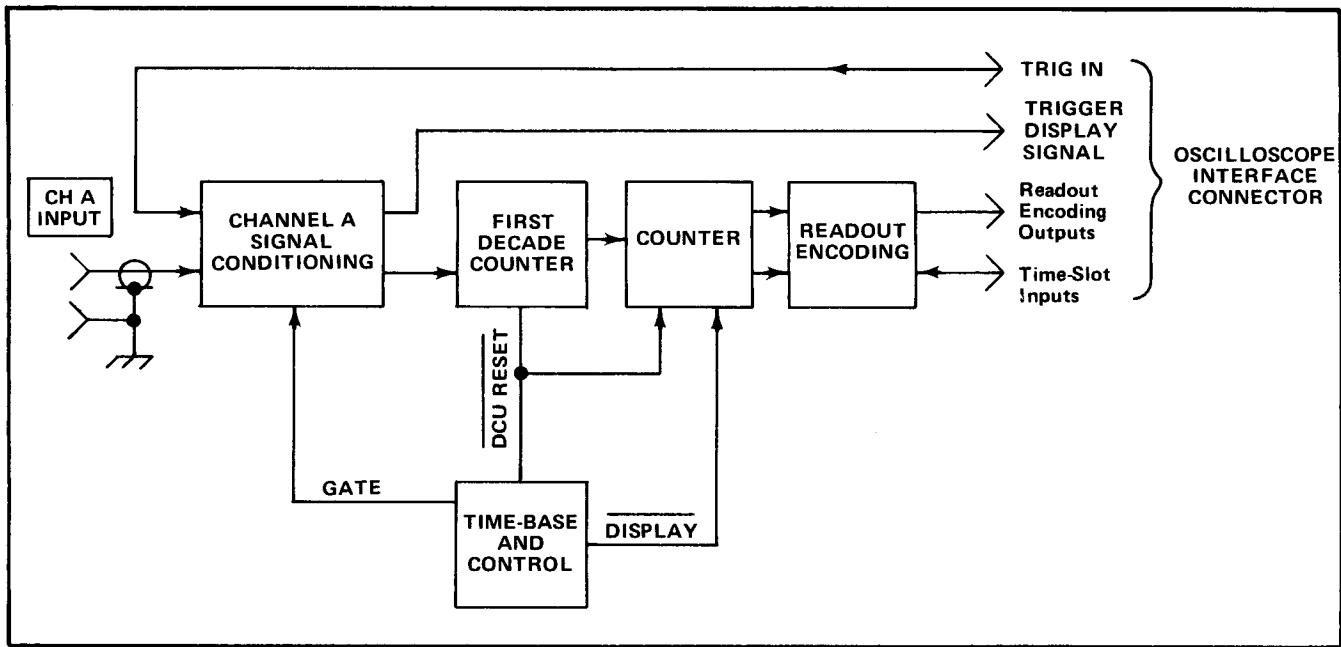 TRIG IN
TRIGGER
DISPLAY
SIGNAL
OSCILLOSCOPE
INTERFACE
CONNECTOR
Readout
Encoding
Outputs
Time-Slot
Inputs
CH A
INPUT
CHANNEL A
SIGNAL
CONDITIONING
FIRST
DECADE
COUNTER
COUNTER
READOUT
ENCODING
DCU RESET
GATE
TIME-BASE
AND
CONTROL
DISPLAY